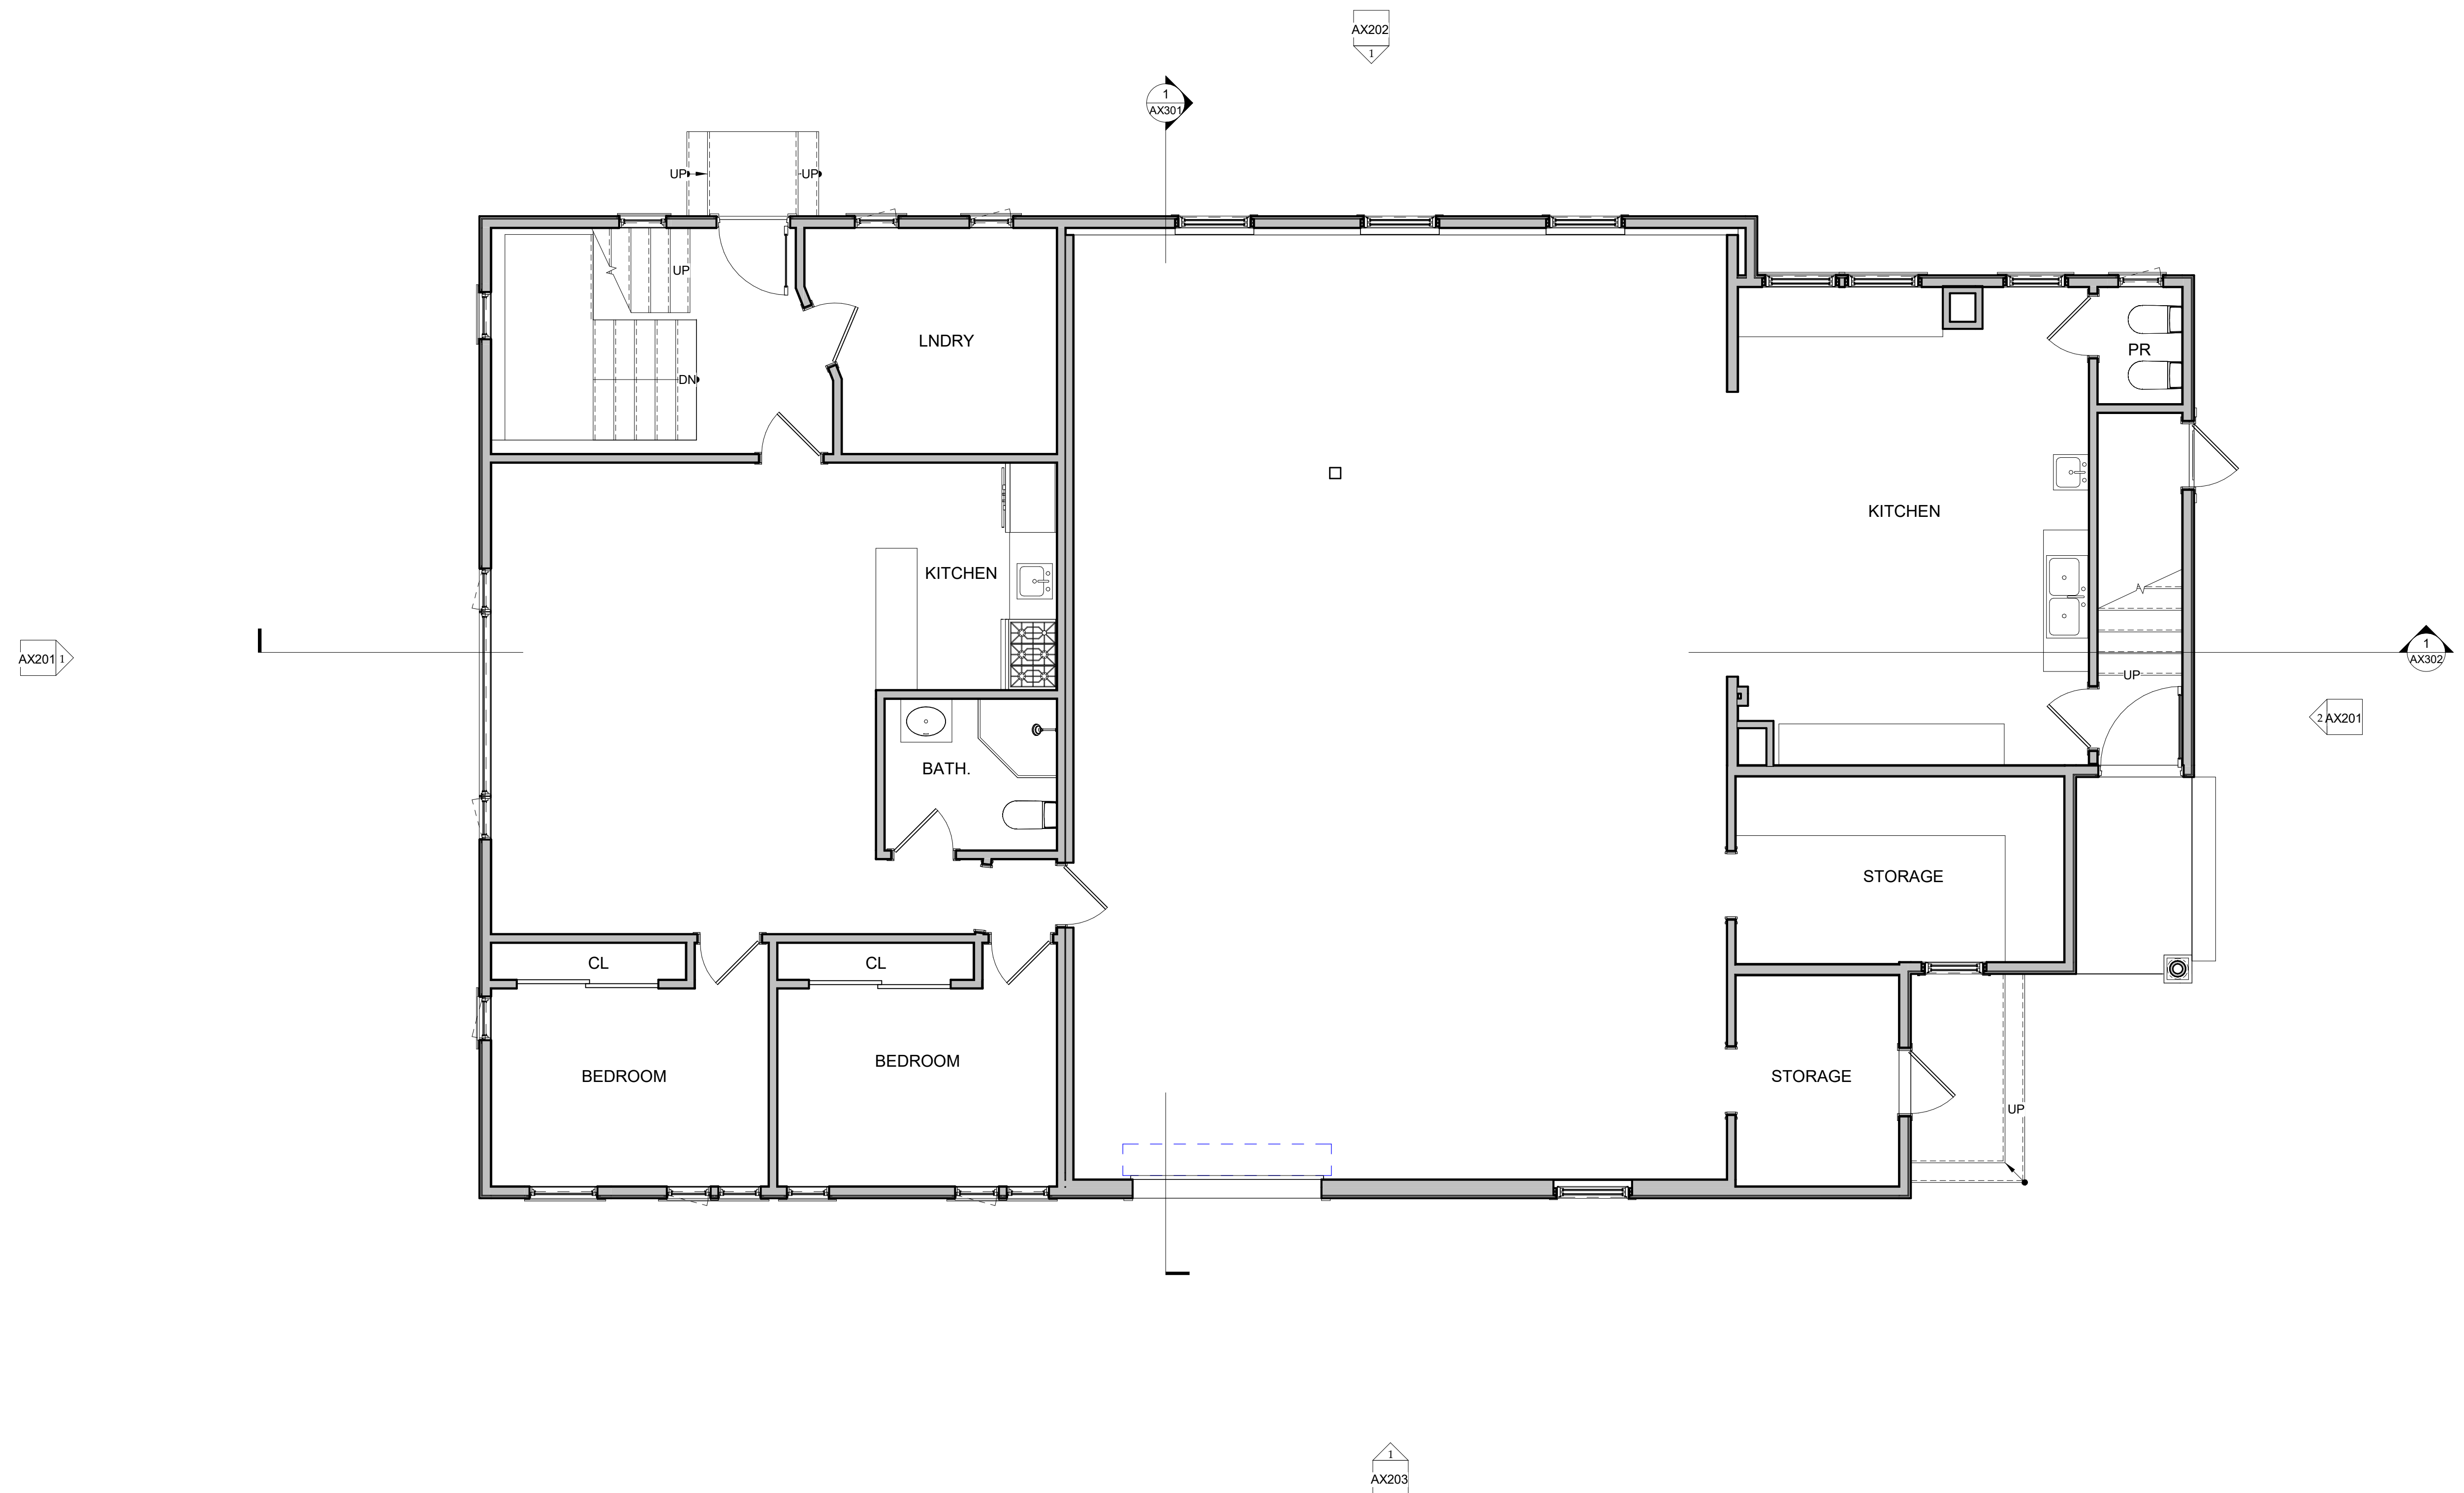 AX202
1
1
AX301
UP
UP
UP
LNDRY
PR
DN
KITCHEN
KITCHEN
AX201
1
1
AX302
UP
2
AX201
BATH.
STORAGE
CL
CL
BEDROOM
BEDROOM
STORAGE
UP
1
AX203